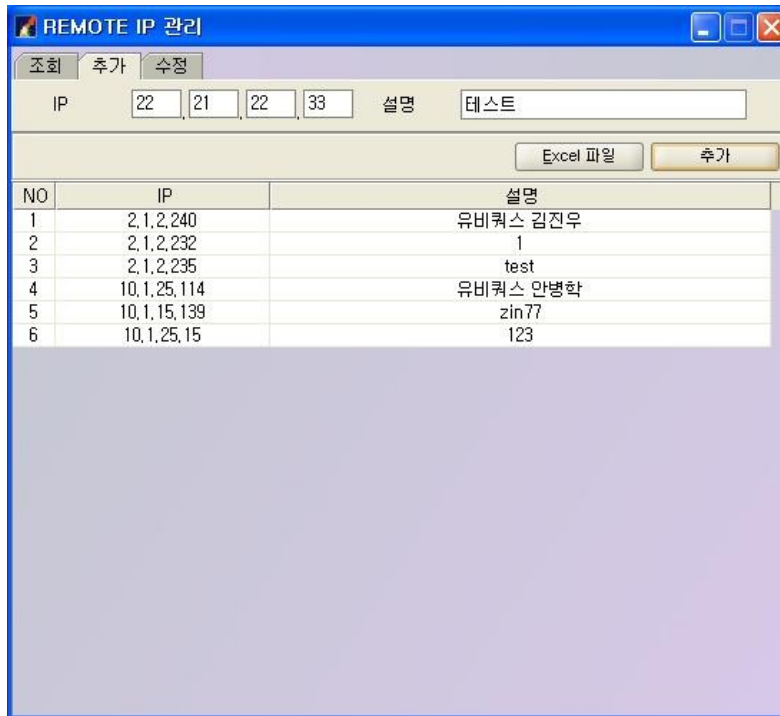 REMOTE IP 관리
조회 추가 수정
IP 22 . 21 . 22 . 33 설명 테스트
Excel 파일 추가
NO IP 설명
1 2.1.2.240 유비쿼스 김진우
2 2.1.2.232 1
3 2.1.2.235 test
4 10.1.25.114 유비쿼스 안병학
5 10.1.15.139 zin77
6 10.1.25.15 123